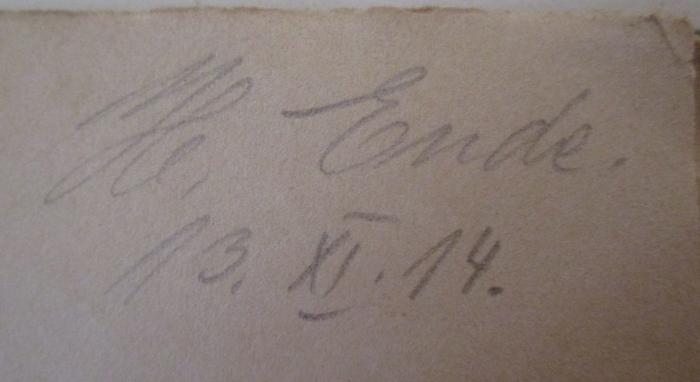 H. Ende.
13. XI. 14.